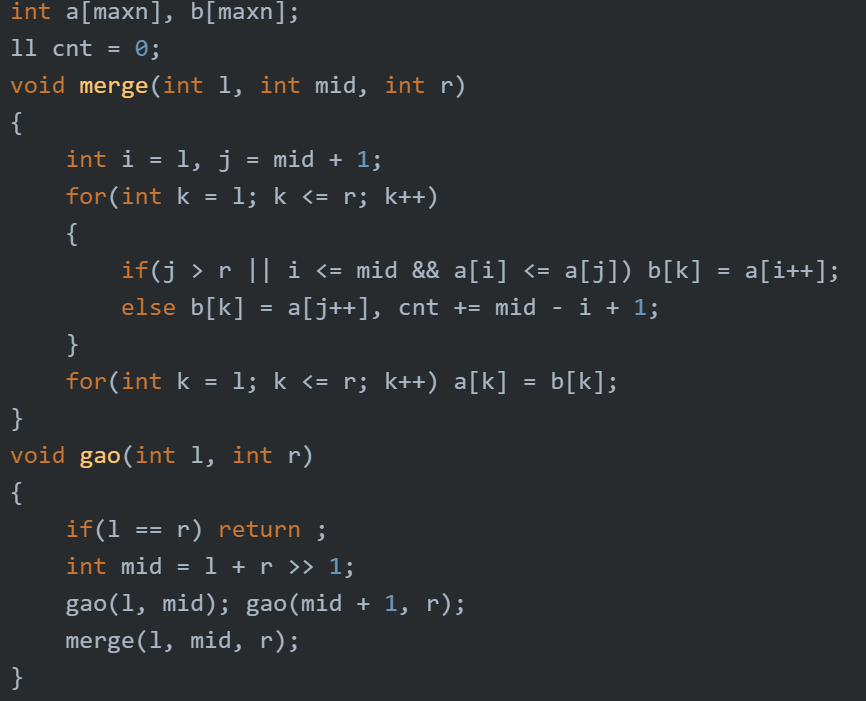 int a[maxn], b[maxn];
ll cnt = 0;
void merge(int l, int mid, int r)
{
    int i = l, j = mid + 1;
    for(int k = l; k <= r; k++)
    {
        if(j > r || i <= mid && a[i] <= a[j]) b[k] = a[i++];
        else b[k] = a[j++], cnt += mid - i + 1;
    }
    for(int k = l; k <= r; k++) a[k] = b[k];
}
void gao(int l, int r)
{
    if(l == r) return ;
    int mid = l + r >> 1;
    gao(l, mid); gao(mid + 1, r);
    merge(l, mid, r);
}